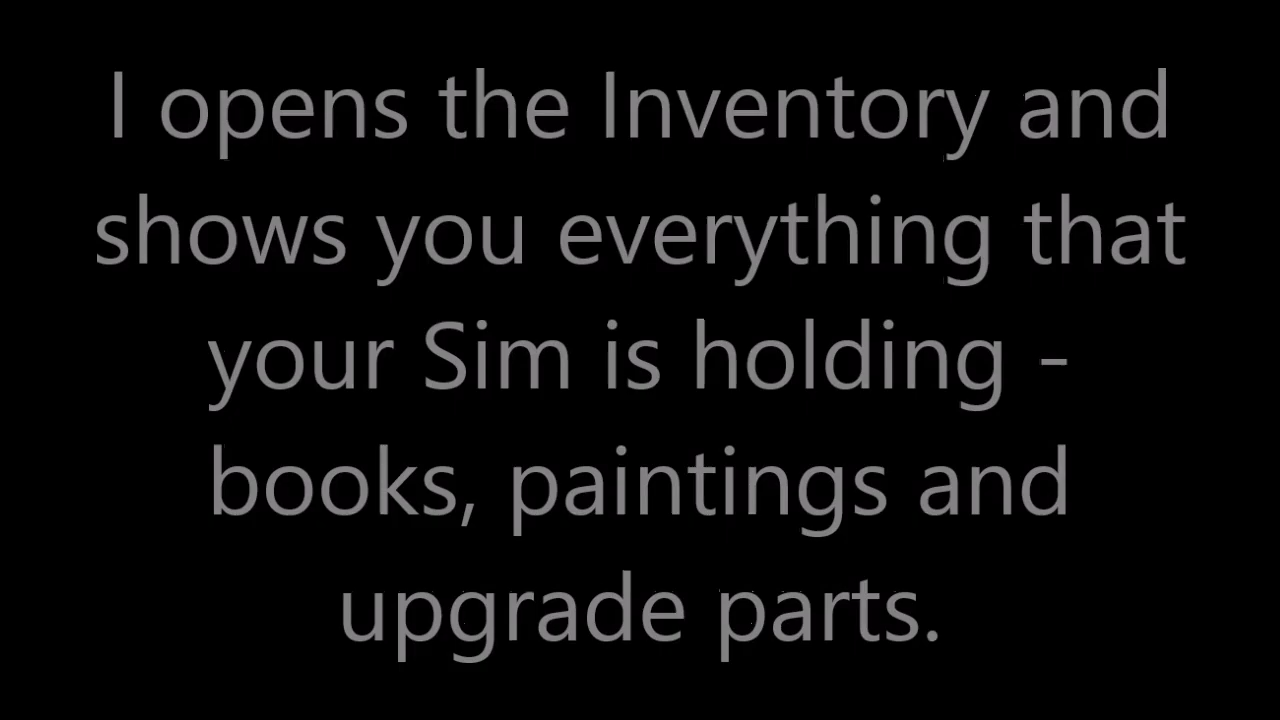 I opens the Inventory and
shows you everything that
your Sim is holding -
books, paintings and
upgrade parts.